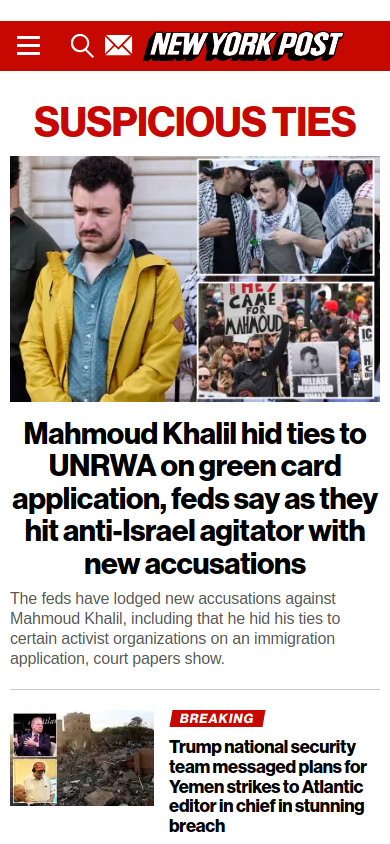 NEW YORK POST
SUSPICIOUS TIES
THEY
CAME
FOR
MAHMOUD
RELEASE
MAHMOUD
KHALIL
Mahmoud Khalil hid ties to
UNRWA on green card
application, feds say as they
hit anti-Israel agitator with
new accusations
The feds have lodged new accusations against
Mahmoud Khalil, including that he hid his ties to
certain activist organizations on an immigration
application, court papers show.
BREAKING
Trump national security
team messaged plans for
Yemen strikes to Atlantic
editor in chief in stunning
breach